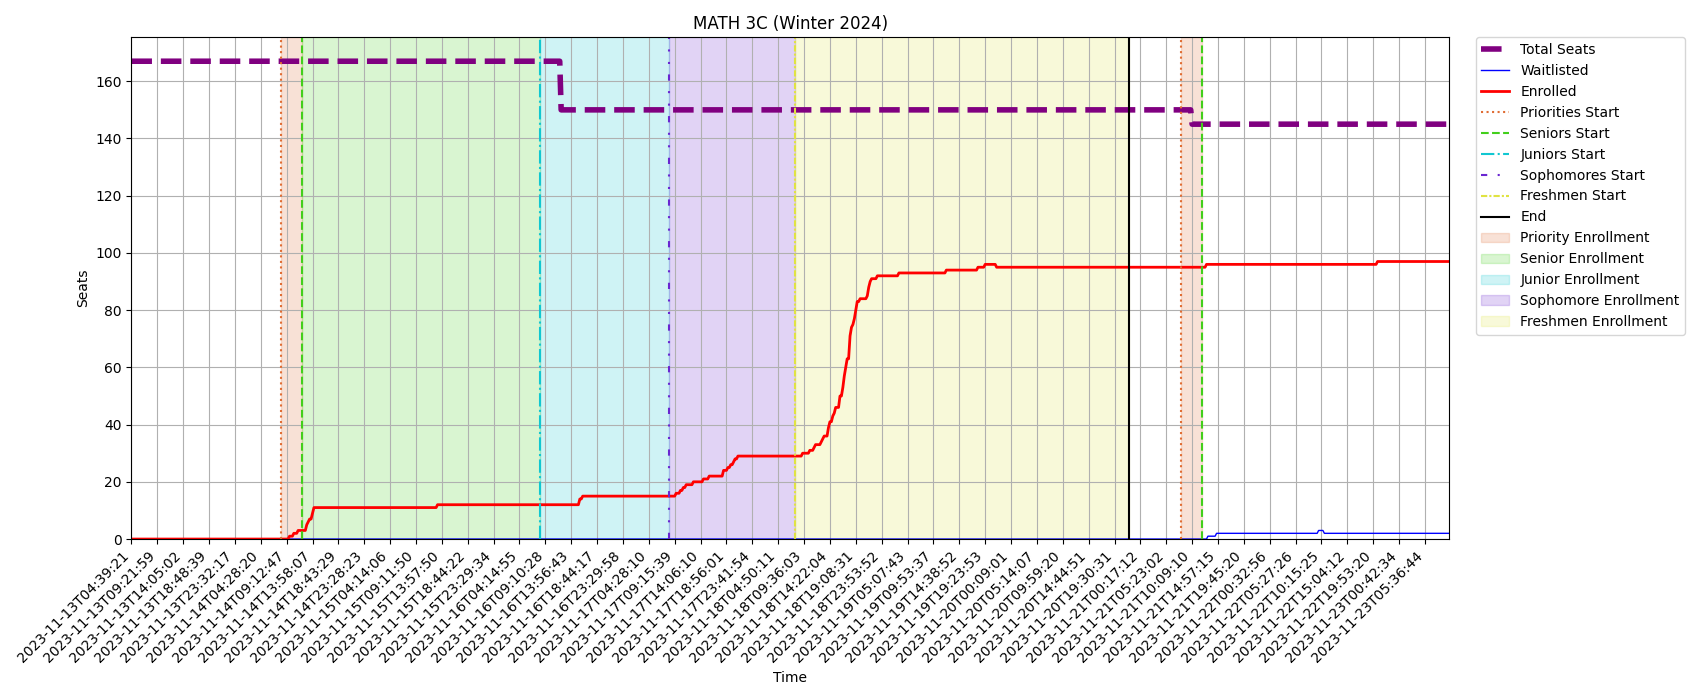 MATH 3C (Winter 2024)
Seats
160
140
120
100
80
60
40
20
0
2023-11-13T04:39:21
2023-11-13T09:21:59
2023-11-13T14:05:02
2023-11-13T18:48:39
2023-11-13T23:32:17
2023-11-14T04:28:20
2023-11-14T09:12:47
2023-11-14T13:58:07
2023-11-14T18:43:29
2023-11-14T23:28:23
2023-11-15T04:14:06
2023-11-15T09:11:50
2023-11-15T13:57:50
2023-11-15T18:44:22
2023-11-15T23:29:34
2023-11-16T04:14:55
2023-11-16T09:10:28
2023-11-16T13:56:43
2023-11-16T18:44:17
2023-11-16T23:29:58
2023-11-17T04:28:10
2023-11-17T09:15:39
2023-11-17T14:06:10
2023-11-17T18:56:01
2023-11-17T23:41:54
2023-11-18T04:50:11
2023-11-18T09:36:03
2023-11-18T14:22:04
2023-11-18T19:08:31
2023-11-18T23:53:52
2023-11-19T05:07:43
2023-11-19T09:53:37
2023-11-19T14:38:52
2023-11-19T19:23:53
2023-11-20T00:09:01
2023-11-20T05:14:07
2023-11-20T09:59:20
2023-11-20T14:44:51
2023-11-20T19:30:31
2023-11-21T00:17:12
2023-11-21T05:23:02
2023-11-21T10:09:10
2023-11-21T14:57:15
2023-11-21T19:45:20
2023-11-22T00:32:56
2023-11-22T05:27:26
2023-11-22T10:15:25
2023-11-22T15:04:12
2023-11-22T19:53:20
2023-11-23T00:42:34
2023-11-23T05:36:44
Time
Total Seats
Waitlisted
Enrolled
Priorities Start
Seniors Start
Juniors Start
Sophomores Start
Freshmen Start
End
Priority Enrollment
Senior Enrollment
Junior Enrollment
Sophomore Enrollment
Freshmen Enrollment